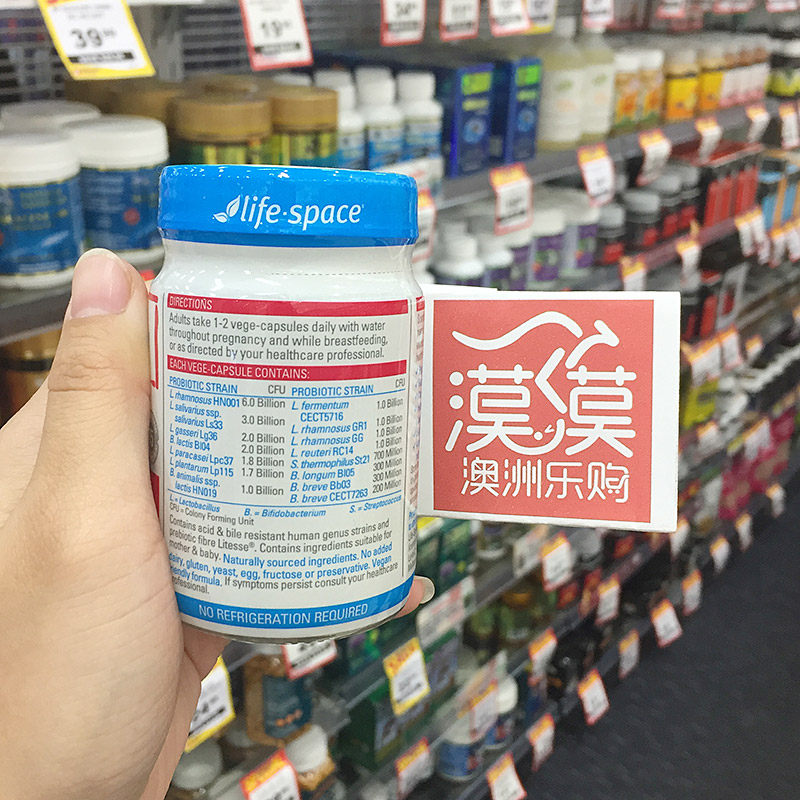 life-space
DIRECTIONS
Adults take 1-2 vege-capsules daily with water
throughout pregnancy and while breastfeeding,
or as directed by your healthcare professional.
EACH VEGE-CAPSULE CONTAINS:
PROBIOTIC STRAIN CFU
L rhamnosus HN001 6.0 Billion
L. salivarius ssp.
salivarius Ls33 3.0 Billion
L. gasseri Lg36 2.0 Billion
B. lactis Bl04 2.0 Billion
L. paracasei Lpc37 1.8 Billion
L. plantarum Lp115 1.7 Billion
B. animalis ssp.
lactis HN019 1.0 Billion
PROBIOTIC STRAIN CFU
L. fermentum
CECT5716 1.0 Billion
L. rhamnosus GR1 1.0 Billion
L. rhamnosus GG 1.0 Billion
L. reuteri RC14 1.0 Billion
S. thermophilus St21 700 Million
B. longum Bl05 300 Million
B. breve Bb03 300 Million
B. breve CECT7263 200 Million
L = Lactobacillus B. = Bifidobacterium S. = Streptococcus
CFU = Colony Forming Unit
Contains acid & bile resistant human genus strains and
prebiotic fibre Litesse®. Contains ingredients suitable for
mother & baby. Naturally sourced ingredients. No added
dairy, gluten, yeast, egg, fructose or preservative. Vegan
friendly formula. If symptoms persist consult your healthcare
professional.
NO REFRIGERATION REQUIRED
漠漠
澳洲乐购
39
19